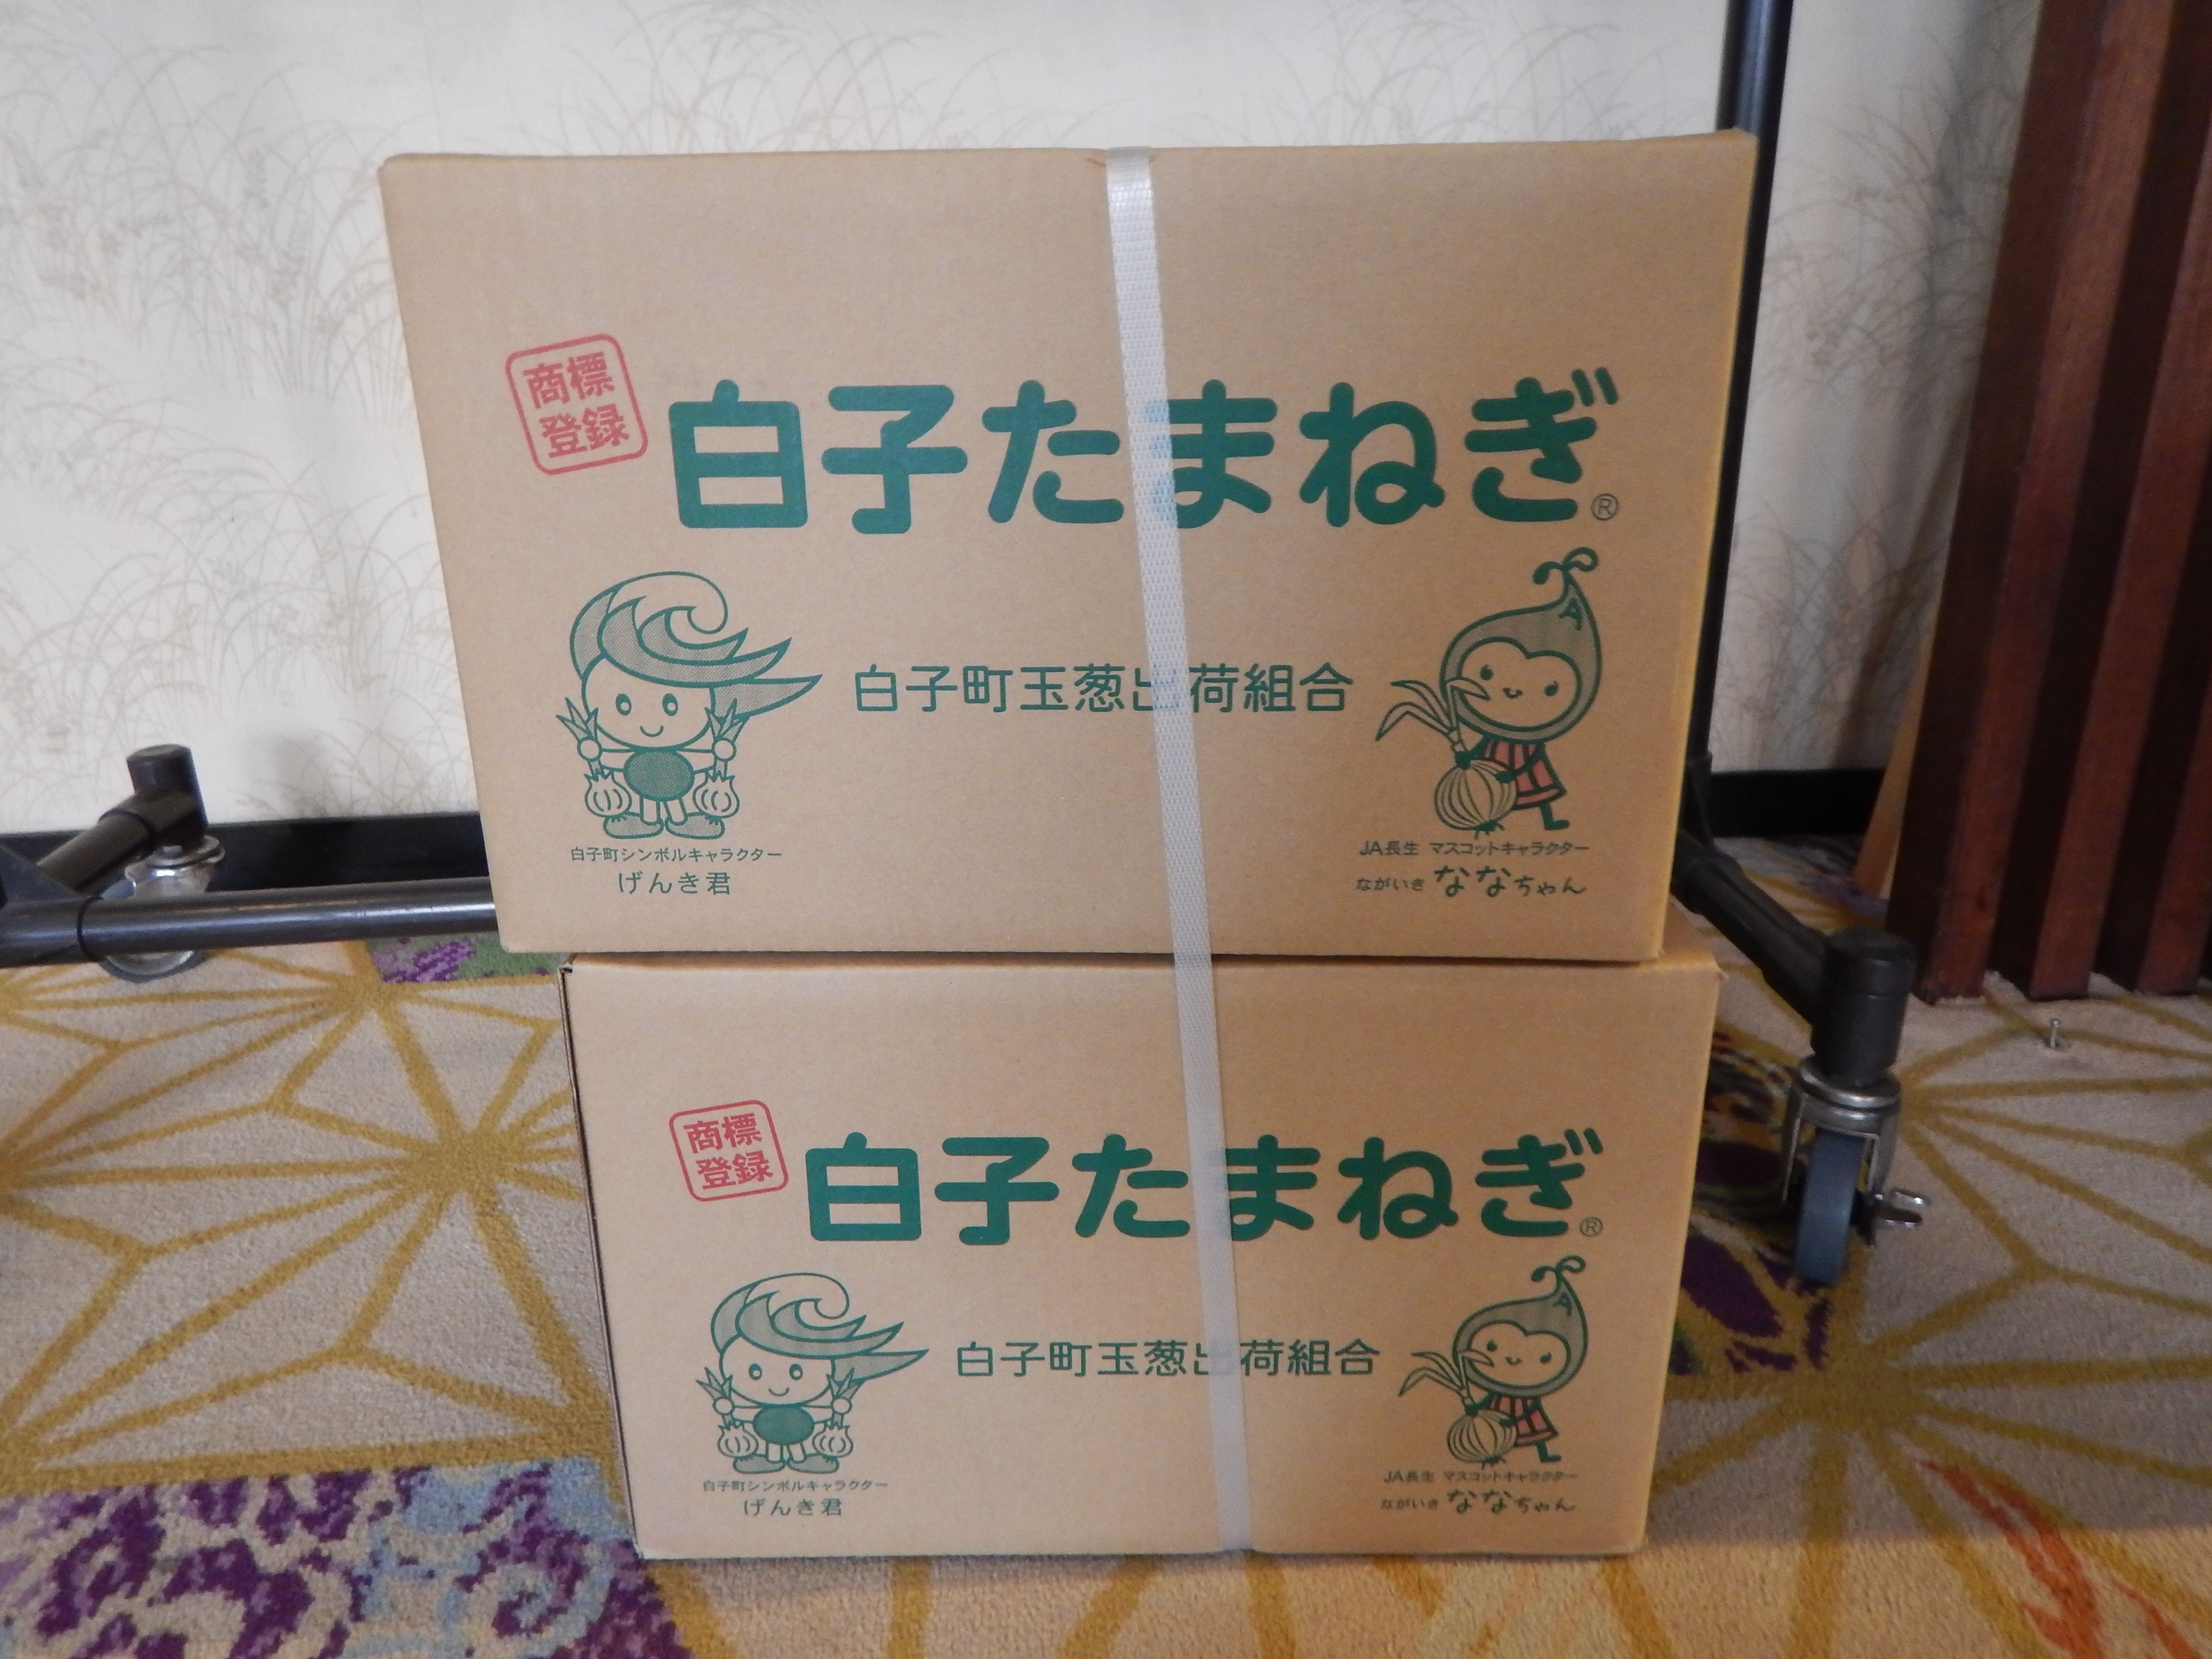 商標
登録
白子たまねぎ®
白子町玉葱出荷組合
白子町シンボルキャラクター
げんき君
JA長生 マスコットキャラクター
ながいき ななちゃん
商標
登録
白子たまねぎ®
白子町玉葱出荷組合
白子町シンボルキャラクター
げんき君
JA長生 マスコットキャラクター
ながいき ななちゃん